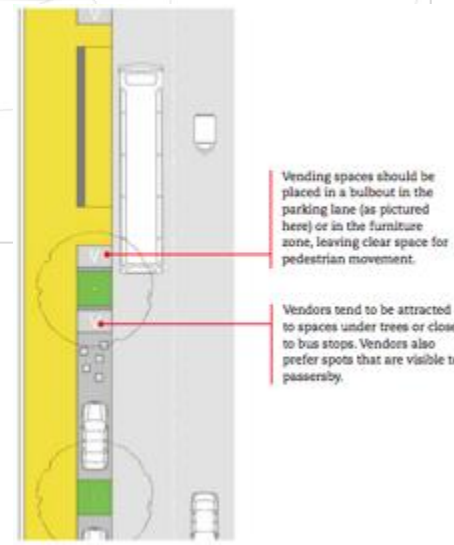 Vending spaces should be
placed in a bulbout in the
parking lane (as pictured
here) or in the furniture
zone, leaving clear space for
pedestrian movement.
Vendors tend to be attracted
to spaces under trees or close
to bus stops. Vendors also
prefer spots that are visible to
passersby.